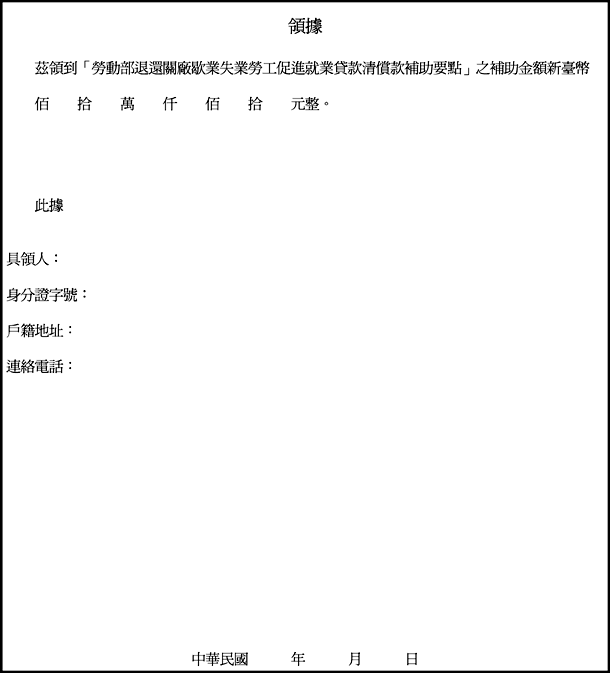 領據
茲領到「勞動部退還關廠歇業失業勞工促進就業貸款清償款補助要點」之補助金額新臺幣
佰　　拾　　萬　　仟　　佰　　拾　　元整。
此據
具領人：
身分證字號：
戶籍地址：
連絡電話：
中華民國　　　年　　　月　　　日